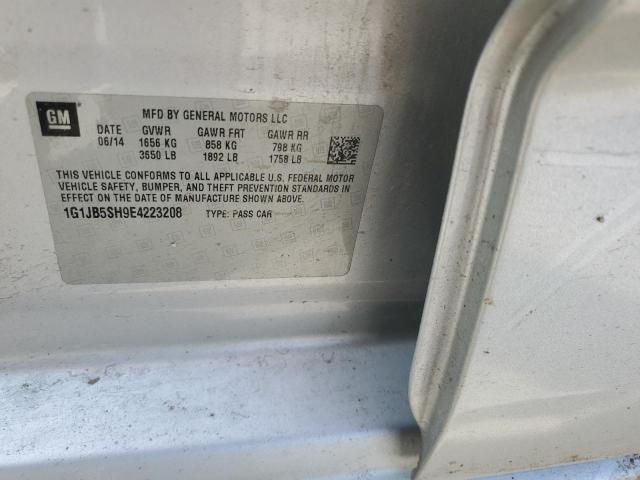 GM
MFD BY GENERAL MOTORS LLC
DATE GVWR GAWR FRT GAWR RR
06/14 1656 KG 858 KG 798 KG
3650 LB 1892 LB 1758 LB
THIS VEHICLE CONFORMS TO ALL APPLICABLE U.S. FEDERAL MOTOR
VEHICLE SAFETY, BUMPER, AND THEFT PREVENTION STANDARDS IN
EFFECT ON THE DATE OF MANUFACTURE SHOWN ABOVE.
1G1JB5SH9E4223208 TYPE: PASS CAR